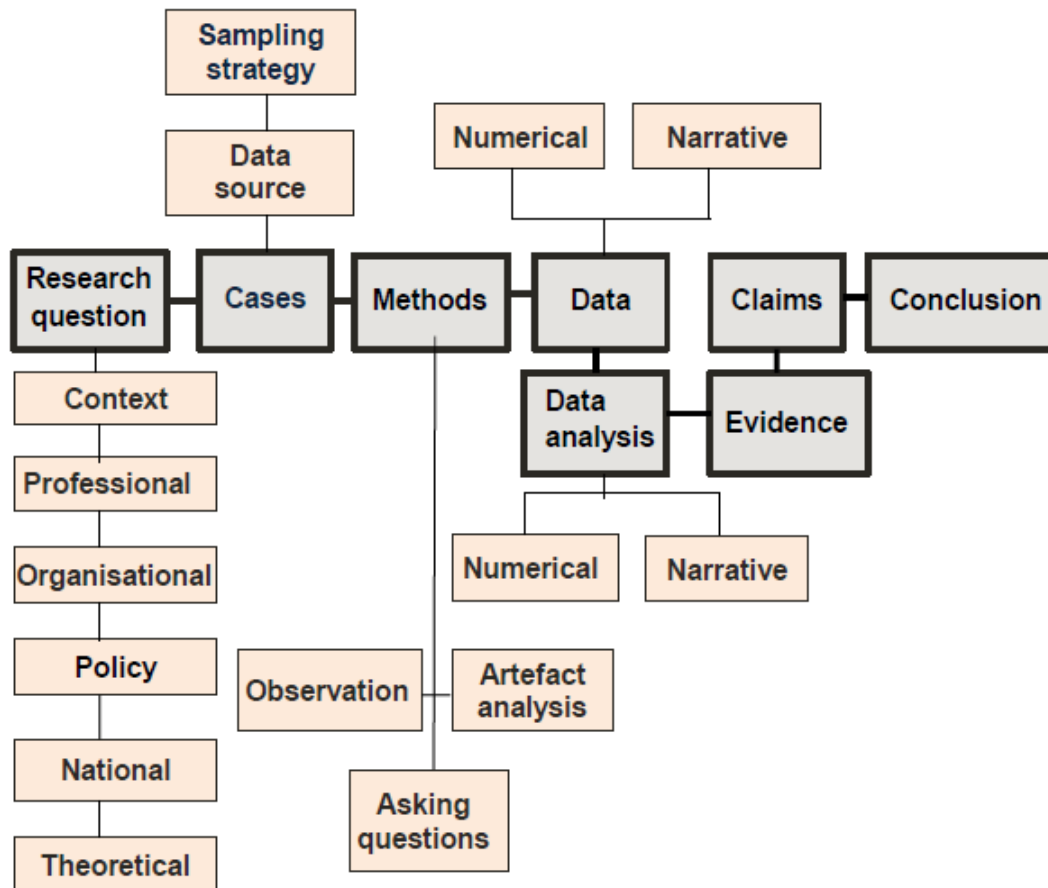 Sampling
strategy
Numerical
Narrative
Data
source
Research
question
Cases
Methods
Data
Claims
Conclusion
Context
Data
analysis
Evidence
Professional
Organisational
Numerical
Narrative
Policy
Observation
Artefact
analysis
National
Asking
questions
Theoretical